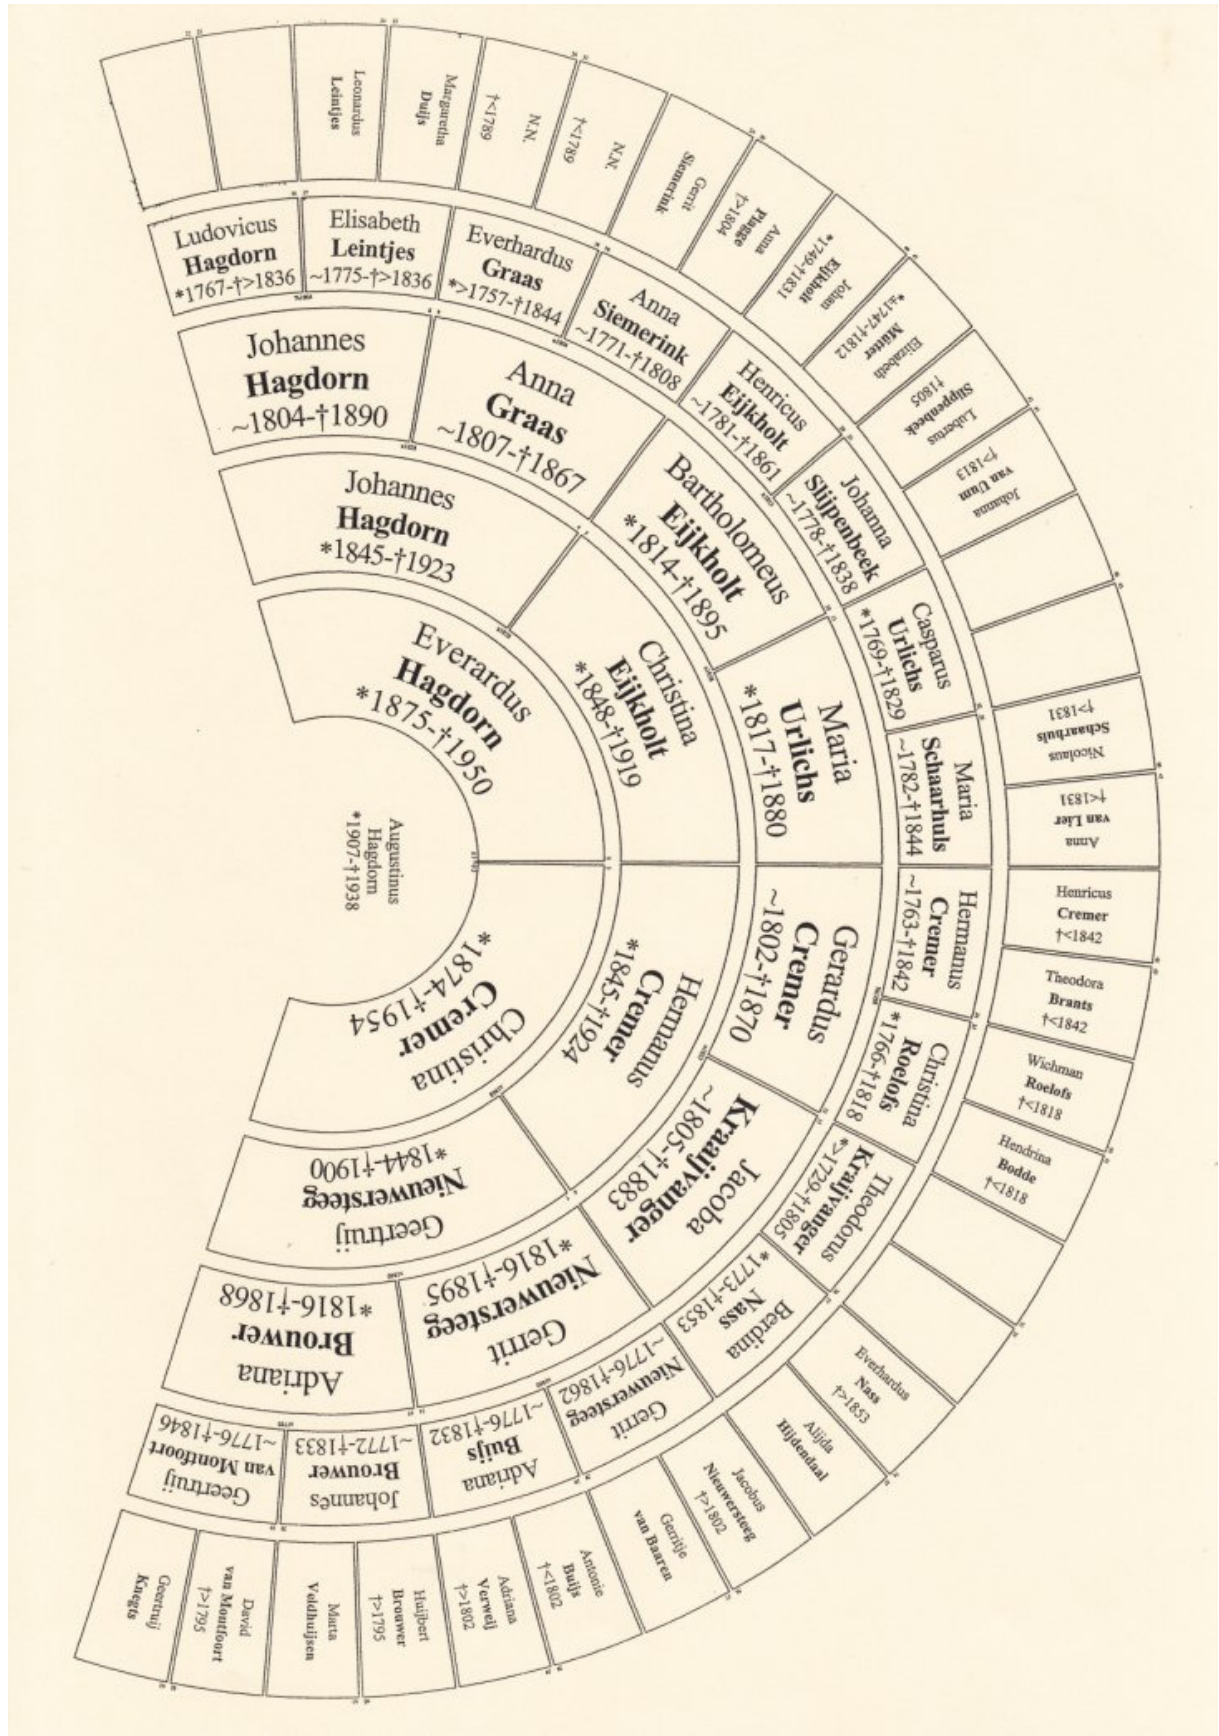 Augustinus
Hagdorn
*1907-†1938
Everardus
Hagdorn
*1875-†1950
Christina
Cremer
*1874-†1954
Johannes
Hagdorn
*1845-†1923
Christina
Eijkholt
*1848-†1919
Hermanus
Cremer
*1845-†1924
Geertruij
Nieuwersteeg
*1844-†1900
Johannes
Hagdorn
~1804-†1890
Anna
Graas
~1807-†1867
Bartholomeus
Eijkholt
*1814-†1895
Maria
Urlichs
*1817-†1880
Gerardus
Cremer
~1802-†1870
Jacoba
Kraaijvanger
~1805-†1883
Gerrit
Nieuwersteeg
*1816-†1895
Adriana
Brouwer
*1816-†1868
Ludovicus
Hagdorn
*1767-†>1836
Elisabeth
Leintjes
~1775-†>1836
Everhardus
Graas
*>1757-†1844
Anna
Siemerink
~1771-†1808
Henricus
Eijkholt
~1781-†1861
Johanna
Slijpenbeek
~1778-†1838
Casparus
Urlichs
*1769-†1829
Maria
Schaarhuls
~1782-†1844
Hermanus
Cremer
~1763-†1842
Christina
Roelofs
*1766-†1818
Theodorus
Kraijvanger
*>1729-†1805
Berdina
Nass
*1773-†1853
Gerrit
Nieuwersteeg
~1776-†1862
Adriana
Buijs
~1776-†1832
Johannes
Brouwer
~1772-†1833
Geertruij
van Montfoort
~1776-†1846
Leonardus
Leintjes
Margaretha
Duijs
N.N.
†<1789
N.N.
†<1789
Gerrit
Siemerink
Anna
Plagge
†>1804
Johan
Eijkholt
*1749-†1831
Elizabeth
Mütter
*±1747-†1812
Lubertus
Slippenbeek
†1805
Johanna
van Uum
†>1813
Nicolaus
Schaarhuls
†>1831
Anna
van Lier
†<1831
Henricus
Cremer
†<1842
Theodora
Brants
†<1842
Wichman
Roelofs
†<1818
Hendrina
Bodde
†<1818
Everhardus
Nass
†>1853
Alijda
Hijdendaal
Jacobus
Nieuwersteeg
†>1802
Gerritje
van Baaren
Antonie
Buijs
†<1802
Adriana
Verweij
†>1802
Huijbert
Brouwer
†>1795
Marta
Veldhuijsen
David
van Montfoort
†>1795
Geertruij
Knegts